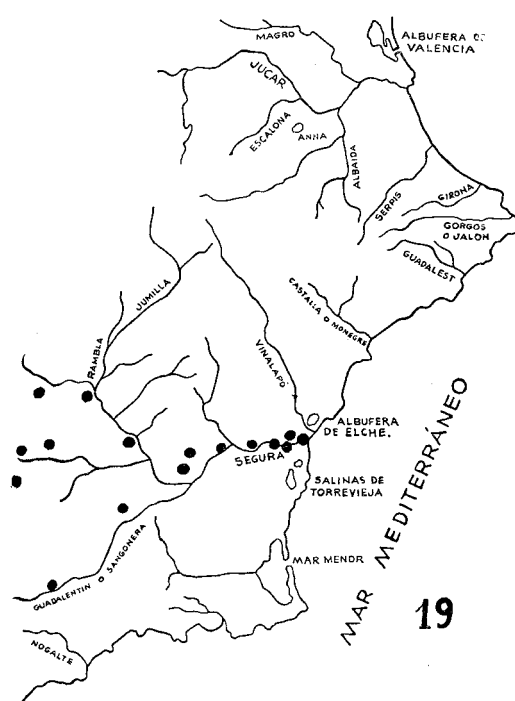 MAGRO
ALBUFERA DE
VALENCIA
JUCAR
ESCALONA
ANNA
ALBAIDA
SERPIS
GIRONA
GORGOS
O JALON
GUADALEST
JUMILLA
CASTALLA O MONEGRE
RAMBLA
VINALAPÓ
ALBUFERA
DE ELCHE.
SEGURA
SALINAS DE
TORREVIEJA
MAR MEDITERRÁNEO
MAR MENOR
GUADALENTIN O SANGONERA
19
NOGALTE